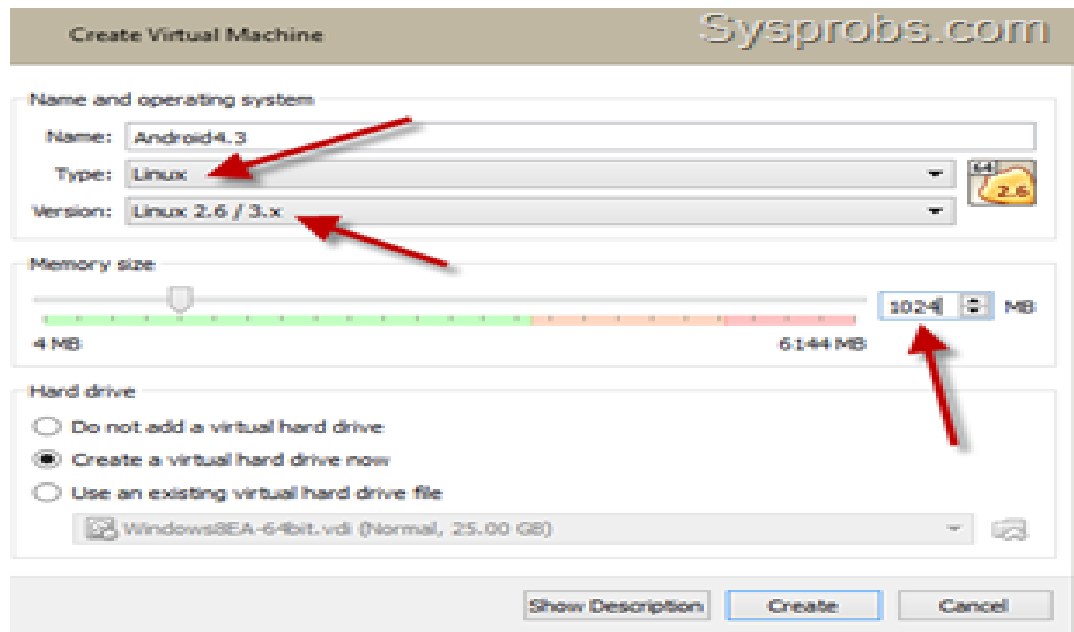 Create Virtual Machine
Sysprobs.com
Name and operating system
Name: Android4.3
Type: Linux
64
Version: Linux 2.6 / 3.x
2.6
Memory size
1024 MB
4 MB
6144 MB
Hard drive
Do not add a virtual hard drive
Create a virtual hard drive now
Use an existing virtual hard drive file
Windows8EA-64bit.vdi (Normal, 25.00 GB)
Show Description
Create
Cancel